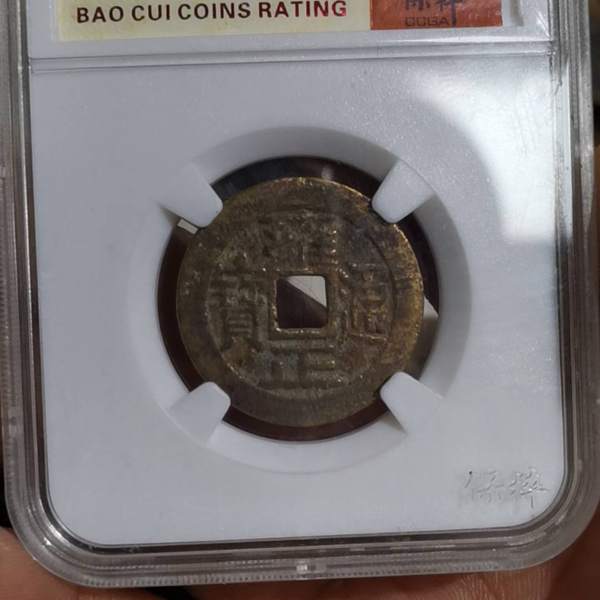 BAO CUI COINS RATING
雍正通寶